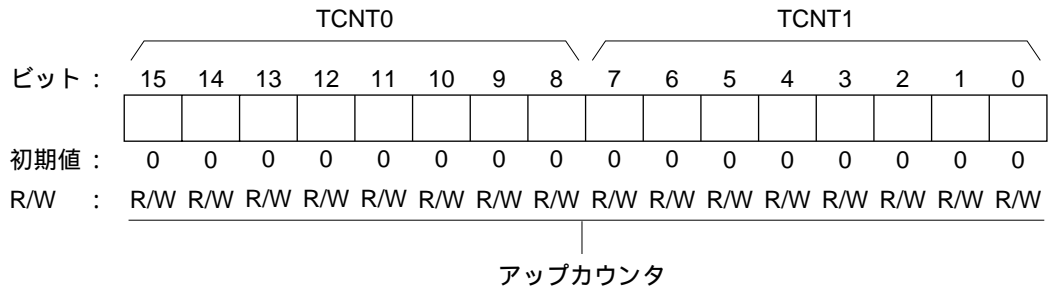 TCNT0 TCNT1
ビット : 15 14 13 12 11 10 9 8 7 6 5 4 3 2 1 0
初期値 : 0 0 0 0 0 0 0 0 0 0 0 0 0 0 0 0
R/W : R/W R/W R/W R/W R/W R/W R/W R/W R/W R/W R/W R/W R/W R/W R/W R/W
アップカウンタ